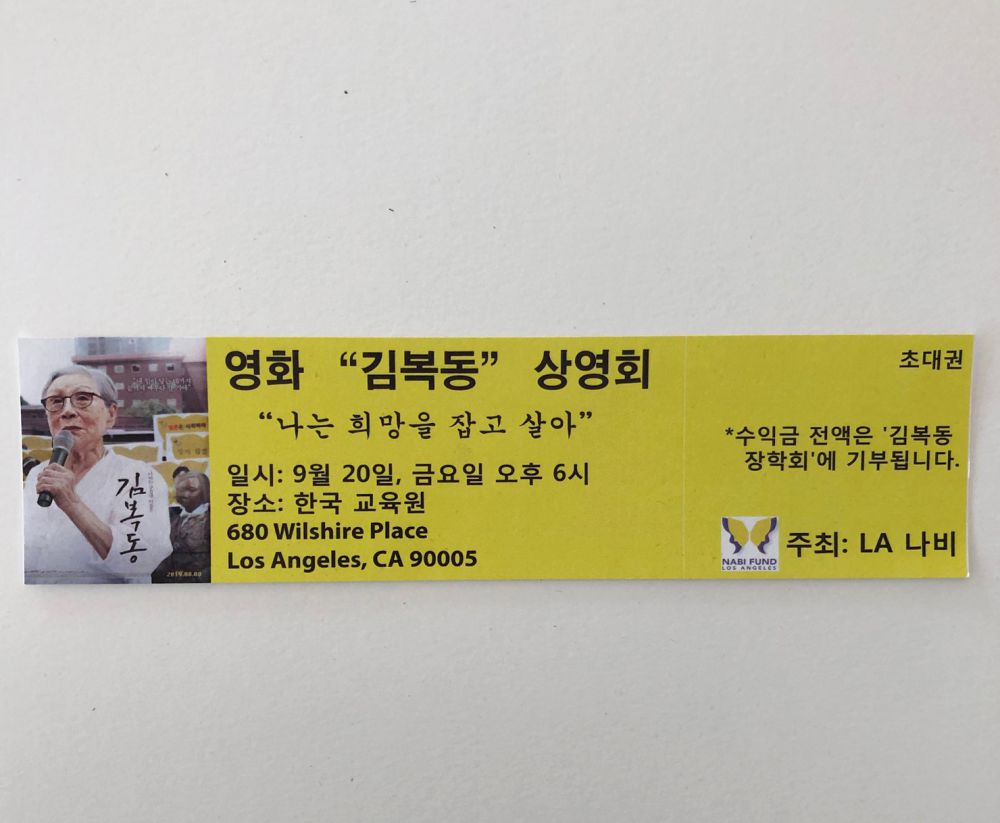 영화 “김복동” 상영회
“나는 희망을 잡고 살아”
일시: 9월 20일, 금요일 오후 6시
장소: 한국 교육원
680 Wilshire Place
Los Angeles, CA 90005
초대권
*수익금 전액은 '김복동
장학회'에 기부됩니다.
NABI FUND
LOS ANGELES
주최: LA 나비
김복동
2019.08.08